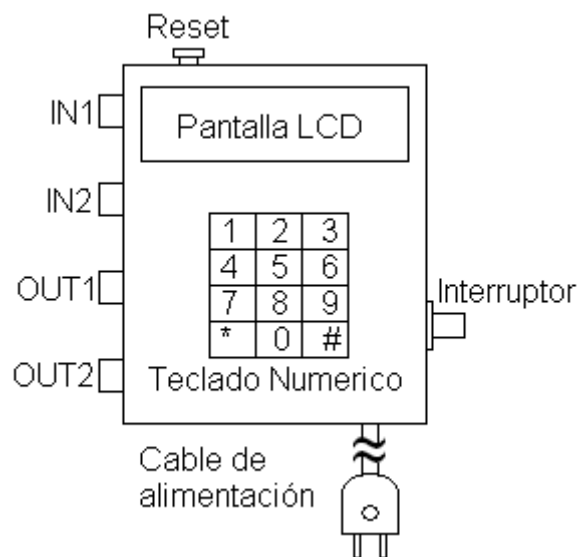 Reset
IN1
Pantalla LCD
IN2
1 2 3
4 5 6
7 8 9
* 0 #
OUT1
Interruptor
OUT2
Teclado Numerico
Cable de
alimentación